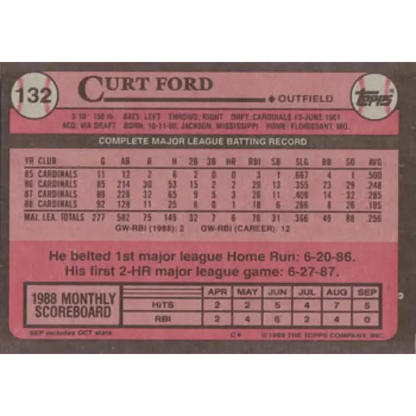 132 CURT FORD OUTFIELD Topps
5'10" 150 lb. BATS: LEFT THROWS: RIGHT DRFT: CARDINALS #3-JUNE, 1981
ACQ: VIA DRAFT BORN: 10-11-60, JACKSON, MISSISSIPPI HOME: FLORISSANT, MO.
COMPLETE MAJOR LEAGUE BATTING RECORD
YR CLUB G AB R H 2B 3B HR RBI SB SLG BB SO AVG
85 CARDINALS 11 12 2 6 2 0 0 3 1 .667 4 1 .500
86 CARDINALS 85 214 30 53 15 2 2 29 13 .364 23 29 .248
87 CARDINALS 89 228 32 65 9 5 3 26 11 .408 14 32 .285
88 CARDINALS 91 128 11 25 6 0 1 18 6 .266 8 26 .195
MAJ. LEA. TOTALS 277 582 75 149 32 7 6 76 31 .364 49 88 .256
GW-RBI (1988): 2 GW-RBI (CAREER): 12
He belted 1st major league Home Run: 6-20-86.
His first 2-HR major league game: 6-27-87.
1988 MONTHLY SCOREBOARD
APR MAY JUN JUL AUG SEP
HITS 2 2 5 4 7 5
RBI 2 2 6 1 7 0
SEP includes OCT stats C* ©1989 THE TOPPS COMPANY, INC.